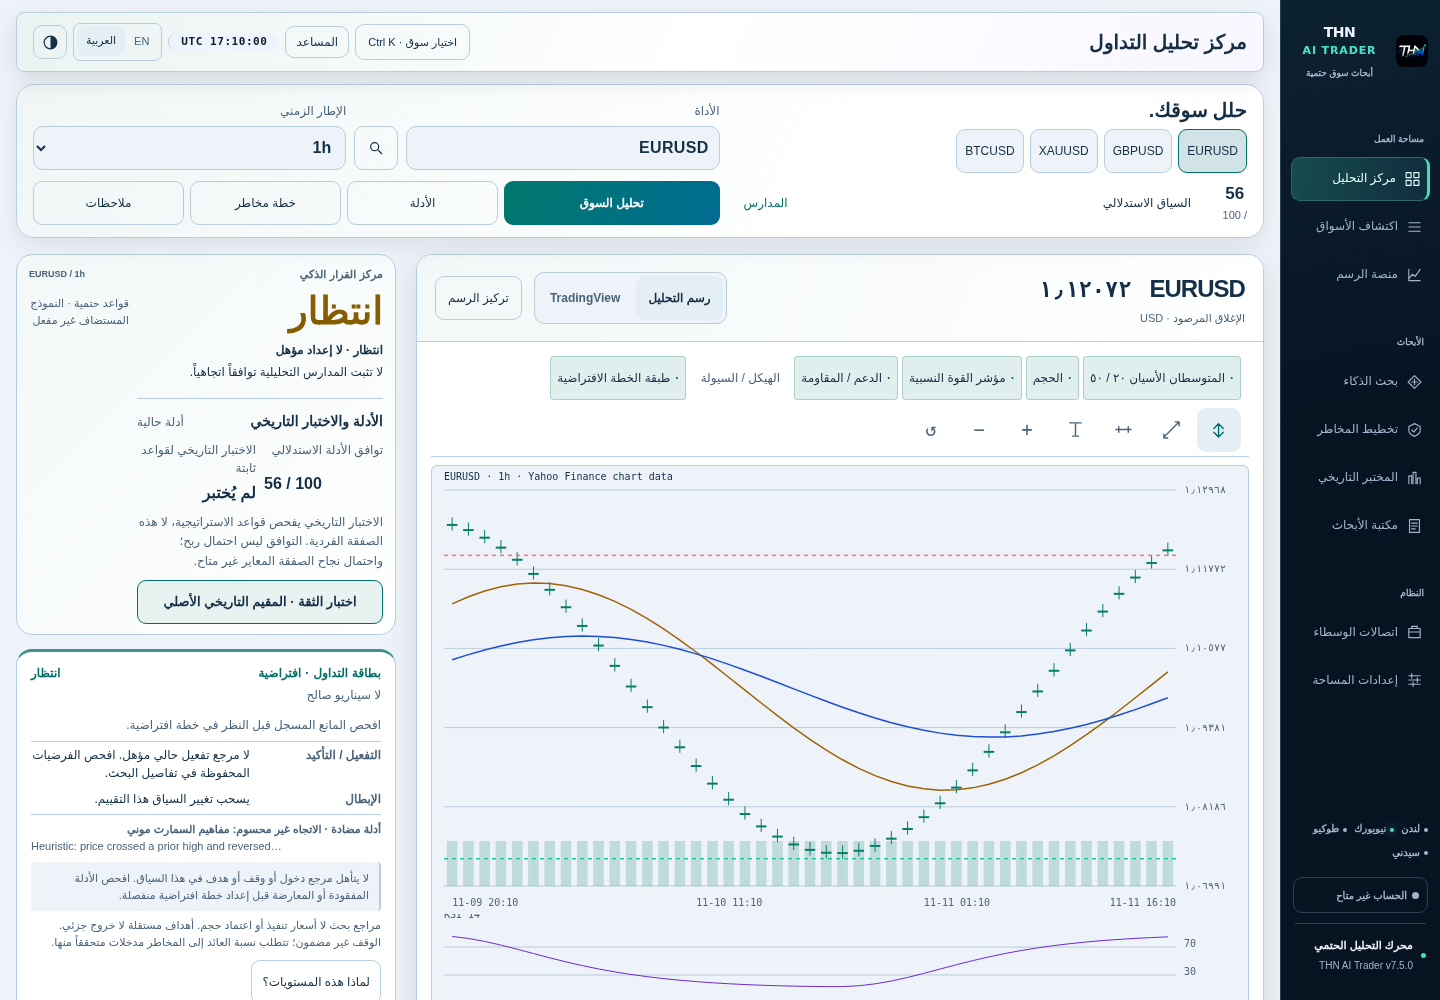 THN
AI TRADER
أبحاث سوق حتمية
مساحة العمل
مركز التحليل
اكتشاف الأسواق
منصة الرسم
الأبحاث
بحث الذكاء
تخطيط المخاطر
المختبر التاريخي
مكتبة الأبحاث
النظام
اتصالات الوسطاء
إعدادات المساحة
لندن نيويورك طوكيو
سيدني
الحساب غير متاح
محرك التحليل الحتمي
THN AI Trader v7.5.0
مركز تحليل التداول
اختيار سوق · Ctrl K
المساعد
UTC 17:10:00
EN
العربية
حلل سوقك.
EURUSD
GBPUSD
XAUUSD
BTCUSD
56
/ 100
السياق الاستدلالي
المدارس
الأداة
EURUSD
الإطار الزمني
1h
تحليل السوق
الأدلة
خطة مخاطر
ملاحظات
EURUSD ١٫١٢٠٧٢
الإغلاق المرصود · USD
رسم التحليل
TradingView
تركيز الرسم
· المتوسطان الأسيان ٢٠ / ٥٠
· الحجم
· مؤشر القوة النسبية
· الدعم / المقاومة
الهيكل / السيولة
· طبقة الخطة الافتراضية
EURUSD · 1h · Yahoo Finance chart data
١٫١٢٩٦٨
١٫١١٧٧٢
١٫١٠٥٧٧
١٫٠٩٣٨١
١٫٠٨١٨٦
١٫٠٦٩٩١
11-09 20:10
11-10 11:10
11-11 01:10
11-11 16:10
RSI 14
70
30
مركز القرار الذكي
EURUSD / 1h
انتظار
قواعد حتمية · النموذج
المستضاف غير مفعل
انتظار · لا إعداد مؤهل
لا تثبت المدارس التحليلية توافقاً اتجاهياً.
الأدلة والاختبار التاريخي
أدلة حالية
توافق الأدلة الاستدلالي
56 / 100
الاختبار التاريخي لقواعد
ثابتة
لم يُختبر
الاختبار التاريخي يفحص قواعد الاستراتيجية، لا هذه
الصفقة الفردية. التوافق ليس احتمال ربح؛
واحتمال نجاح الصفقة المعاير غير متاح.
اختبار الثقة · المقيم التاريخي الأصلي
بطاقة التداول · افتراضية
انتظار
لا سيناريو صالح
افحص المانع المسجل قبل النظر في خطة افتراضية.
التفعيل / التأكيد
لا مرجع تفعيل حالي مؤهل. افحص الفرضيات
المحفوظة في تفاصيل البحث.
الإبطال
يسحب تغيير السياق هذا التقييم.
أدلة مضادة · الاتجاه غير محسوم: مفاهيم السمارت موني
Heuristic: price crossed a prior high and reversed…
لا يتأهل مرجع دخول أو وقف أو هدف في هذا السياق. افحص الأدلة
المفقودة أو المعارضة قبل إعداد خطة افتراضية منفصلة.
مراجع بحث لا أسعار تنفيذ أو اعتماد حجم. أهداف مستقلة لا خروج جزئي.
الوقف غير مضمون؛ تتطلب نسبة العائد إلى المخاطر مدخلات متحققاً منها.
لماذا هذه المستويات؟